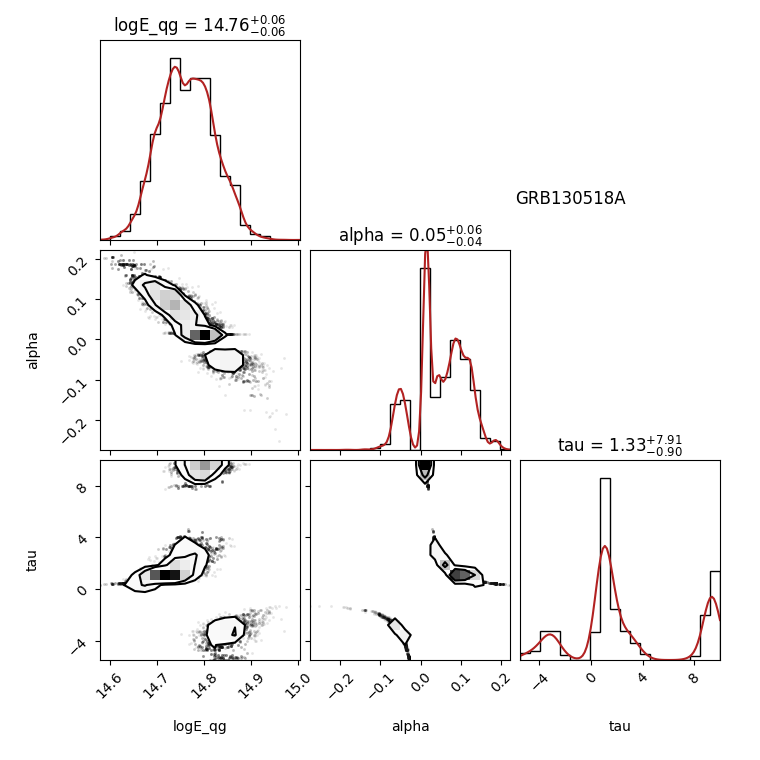 logE_qg = 14.76+0.06−0.06
GRB130518A
alpha = 0.05+0.06−0.04
0.2
0.1
0.0
−0.1
−0.2
alpha
tau = 1.33+7.91−0.90
8
4
0
−4
tau
14.6 14.7 14.8 14.9 15.0
−0.2 −0.1 0.0 0.1 0.2
−4 0 4 8
logE_qg alpha tau